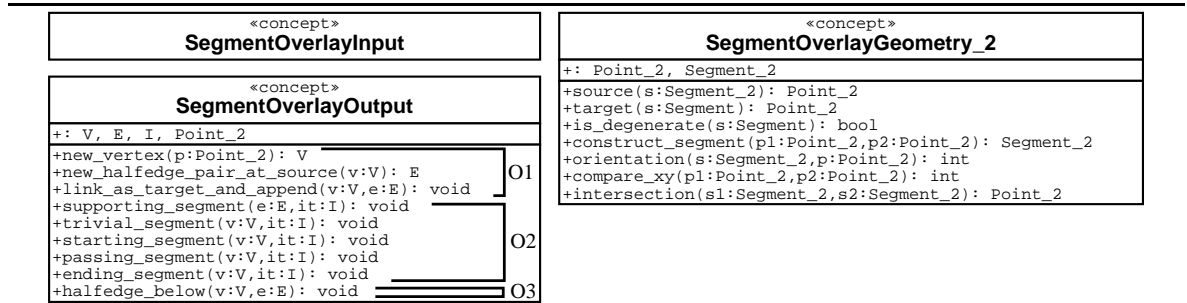 «concept»
SegmentOverlayInput
«concept»
SegmentOverlayOutput
+: V, E, I, Point_2
+new_vertex(p:Point_2): V
+new_halfedge_pair_at_source(v:V): E
+link_as_target_and_append(v:V,e:E): void
O1
+supporting_segment(e:E,it:I): void
+trivial_segment(v:V,it:I): void
+starting_segment(v:V,it:I): void
+passing_segment(v:V,it:I): void
+ending_segment(v:V,it:I): void
O2
+halfedge_below(v:V,e:E): void
O3
«concept»
SegmentOverlayGeometry_2
+: Point_2, Segment_2
+source(s:Segment_2): Point_2
+target(s:Segment): Point_2
+is_degenerate(s:Segment): bool
+construct_segment(p1:Point_2,p2:Point_2): Segment_2
+orientation(s:Segment_2,p:Point_2): int
+compare_xy(p1:Point_2,p2:Point_2): int
+intersection(s1:Segment_2,s2:Segment_2): Point_2